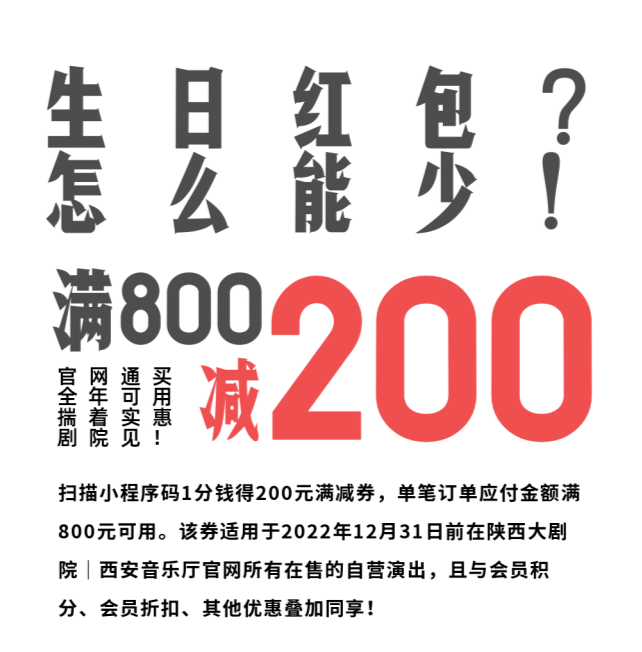 生日红包？
怎么能少！
满800
减200
官网通买
全年可用
揣着实惠
剧院见！
扫描小程序码1分钱得200元满减券，单笔订单应付金额满
800元可用。该券适用于2022年12月31日前在陕西大剧
院｜西安音乐厅官网所有在售的自营演出，且与会员积
分、会员折扣、其他优惠叠加同享！